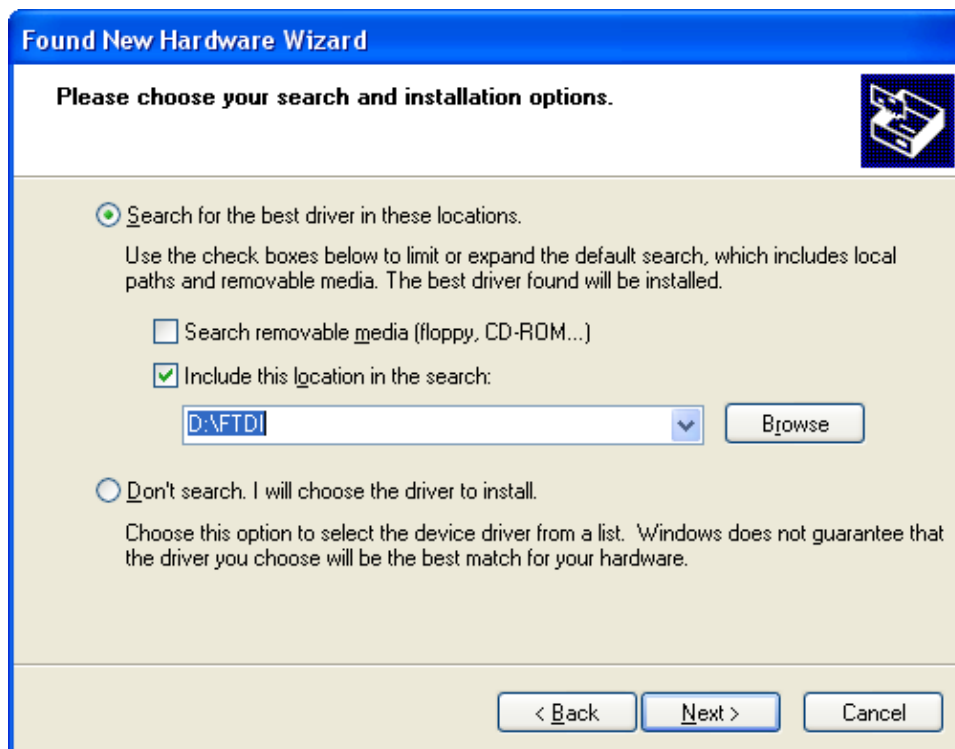 Found New Hardware Wizard
Please choose your search and installation options.
Search for the best driver in these locations.
Use the check boxes below to limit or expand the default search, which includes local
paths and removable media. The best driver found will be installed.
Search removable media (floppy, CD-ROM...)
Include this location in the search:
D:\FTDI
Browse
Don't search. I will choose the driver to install.
Choose this option to select the device driver from a list. Windows does not guarantee that
the driver you choose will be the best match for your hardware.
< Back
Next >
Cancel